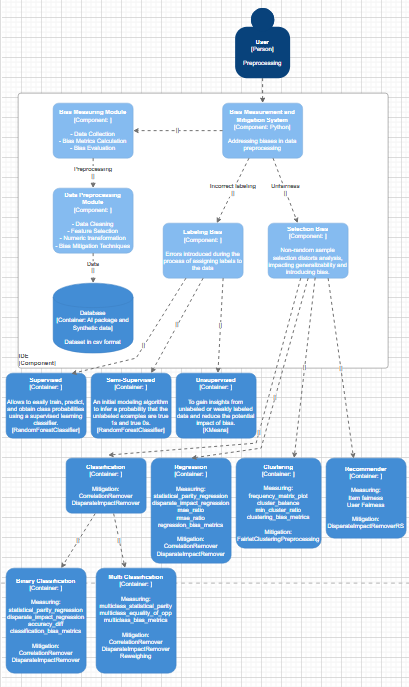 User
[Person]
Preprocessing
Bias Measuring Module
[Component: ]
- Data Collection
- Bias Metrics Calculation
- Bias Evaluation
Bias Measurement and
Mitigation System
[Component: Python]
Addressing biases in data
preprocessing
Preprocessing
Incorrect labeling
Unfairness
Data Preprocessing
Module
[Component: ]
- Data Cleaning
- Feature Selection
- Numeric transformation
- Bias Mitigation Techniques
Labeling Bias
[Component: ]
Errors introduced during the
process of assigning labels to
the data
Selection Bias
[Component: ]
Non-random sample
selection distorts analysis,
impacting generalizability and
introducing bias.
Data
Database
[Container: AI package and
Synthetic data]
Dataset in csv format
IDE
[Component]
Supervised
[Container: ]
Allows to easily train, predict,
and obtain class probabilities
using a supervised learning
classifier.
[RandomForestClassifier]
Semi-Supervised
[Container: ]
An initial modeling algorithm
to infer a probability that the
unlabeled examples are true
1s and true 0s.
[RandomForestClassifier]
Unsupervised
[Container: ]
To gain insights from
unlabeled or weakly labeled
data and reduce the potential
impact of bias.
[KMeans]
Classification
[Container: ]
Mitigation:
CorrelationRemover
DisparateImpactRemover
Regression
[Container: ]
Measuring:
statistical_parity_regression
disparate_impact_regression
mse_ratio
rmse_ratio
regression_bias_metrics
Mitigation:
CorrelationRemover
DisparateImpactRemover
Clustering
[Container: ]
Measuring:
frequency_matrix_plot
cluster_balance
min_cluster_ratio
clustering_bias_metrics
Mitigation:
FairletClusteringPreprocessing
Recommender
[Container: ]
Measuring:
Item fairness
User Fairness
Mitigation:
DisparateImpactRemoverRS
Binary Classification
[Container: ]
Measuring:
statistical_parity_regression
disparate_impact_regression
accuracy_diff
classification_bias_metrics
Mitigation:
CorrelationRemover
DisparateImpactRemover
Multi Classification
[Container: ]
Measuring:
multiclass_statistical_parity
multiclass_equality_of_opp
multiclass_bias_metrics
Mitigation:
CorrelationRemover
DisparateImpactRemover
Reweighing